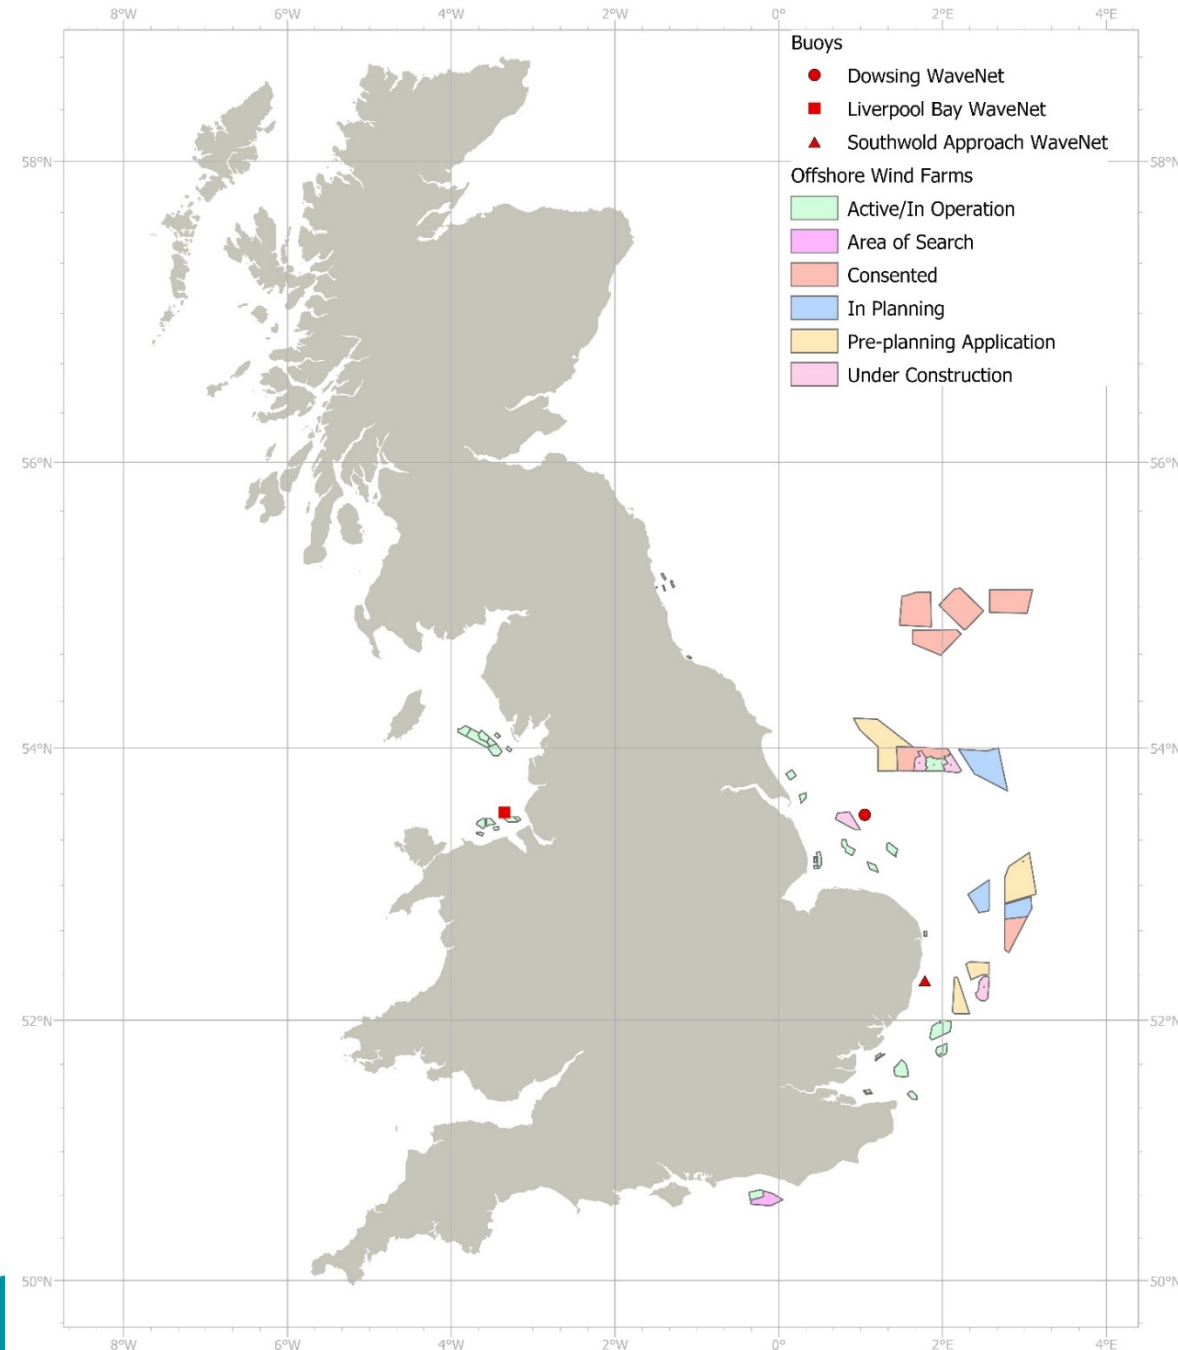 8°W 6°W 4°W 2°W 0° 2°E 4°E
Buoys
Dowsing WaveNet
Liverpool Bay WaveNet
Southwold Approach WaveNet
Offshore Wind Farms
Active/In Operation
Area of Search
Consented
In Planning
Pre-planning Application
Under Construction
58°N 58°N
56°N 56°N
54°N 54°N
52°N 52°N
50°N 50°N
8°W 6°W 4°W 2°W 0° 2°E 4°E